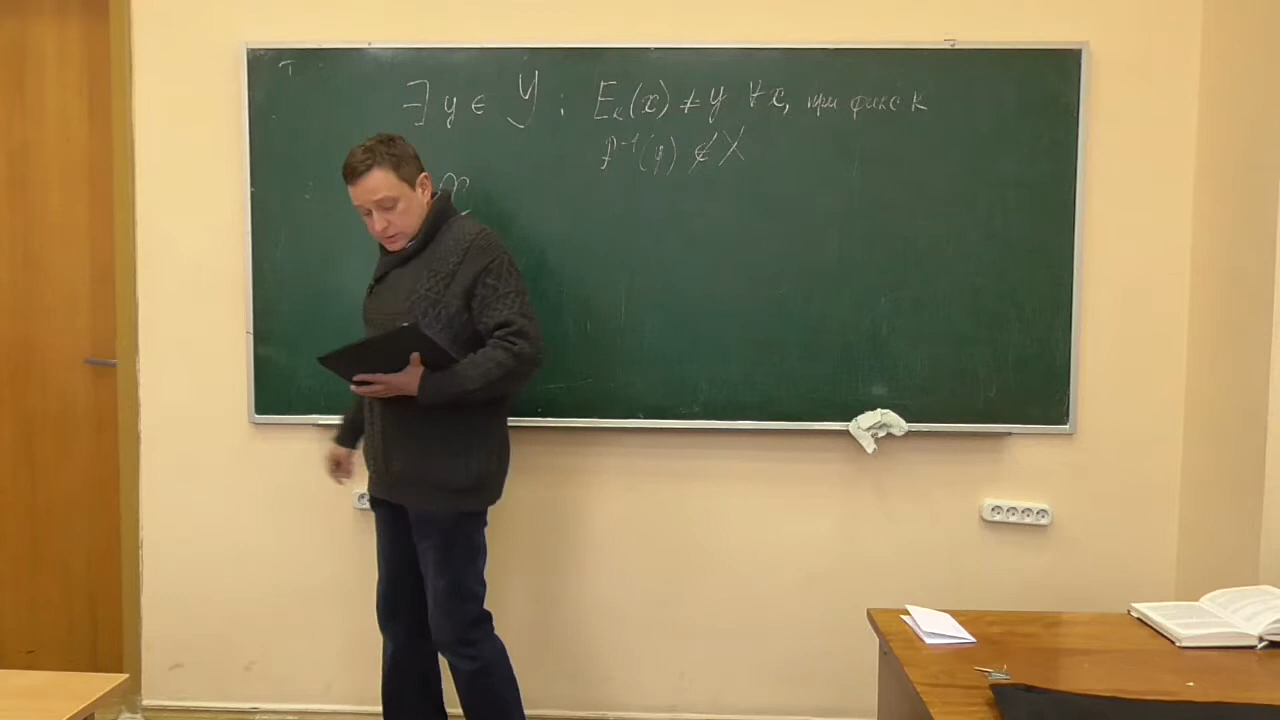 T
∃ y ∈ Y : Eₖ(x) ≠ y ∀ x, при фикс k
f⁻¹(y) ∉ X